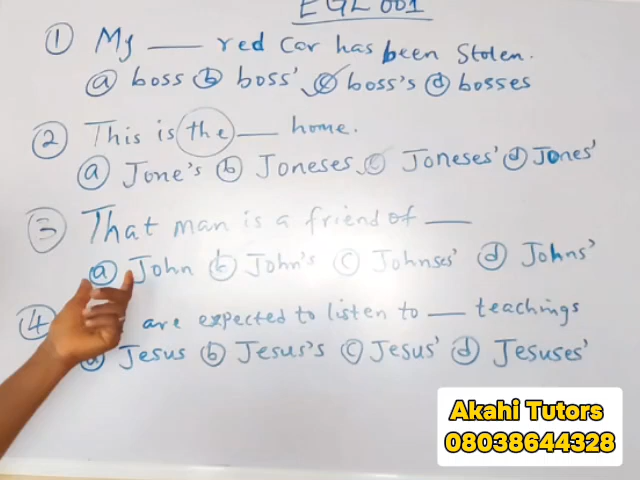 EGL 001
① My ___ red Car has been Stolen.
ⓐ boss ⓑ boss' ⓒ boss's ⓓ bosses
② This is the ___ home.
ⓐ Jone's ⓑ Joneses ⓒ Joneses' ⓓ Jones'
③ That man is a friend of ___
ⓐ John ⓑ John's ⓒ Johnses' ⓓ Johns'
④ are expected to listen to ___ teachings
ⓐ Jesus ⓑ Jesus's ⓒ Jesus' ⓓ Jesuses'
Akahi Tutors
08038644328